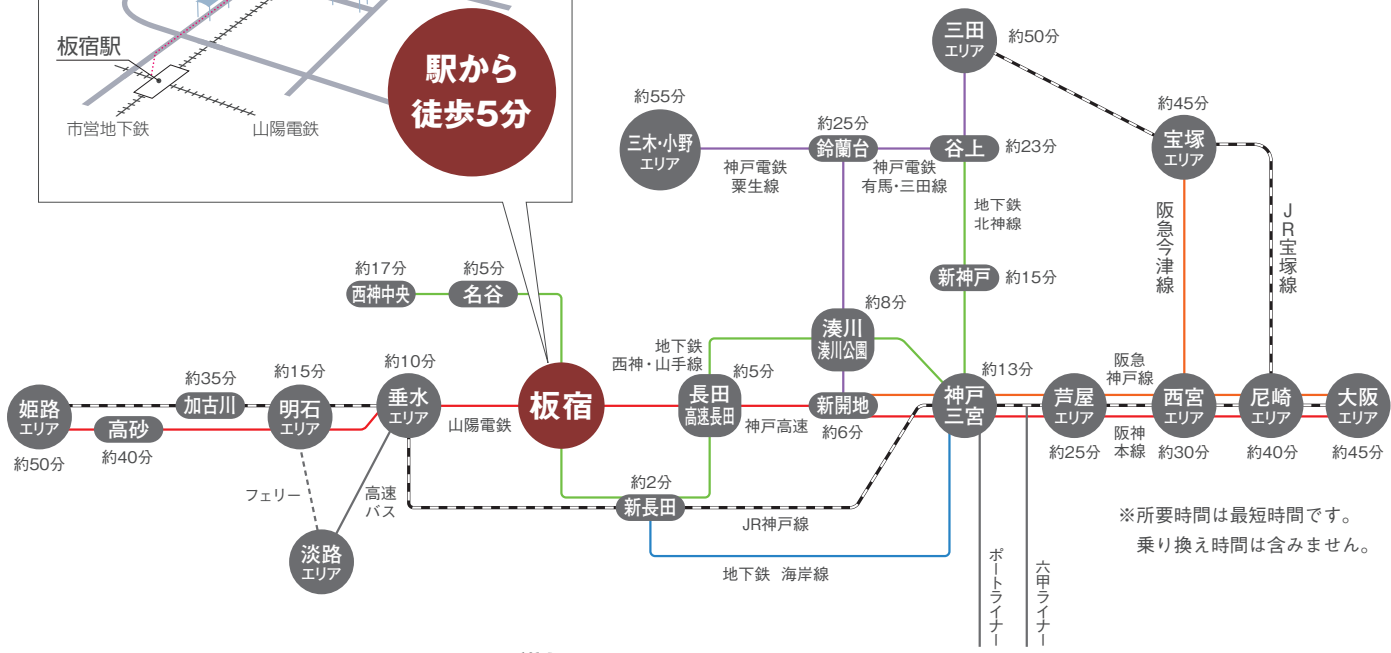 板宿駅
市営地下鉄
山陽電鉄
駅から
徒歩5分
三田
エリア
約50分
約55分
三木・小野
エリア
約25分
鈴蘭台
谷上
約23分
約45分
宝塚
エリア
神戸電鉄
粟生線
神戸電鉄
有馬・三田線
地下鉄
北神線
阪急今津線
JR宝塚線
約17分
西神中央
約5分
名谷
新神戸
約15分
約8分
湊川
湊川公園
地下鉄
西神・山手線
約50分
姫路
エリア
約35分
加古川
高砂
約40分
約15分
明石
エリア
約10分
垂水
エリア
山陽電鉄
板宿
約5分
長田
高速長田
神戸高速
新開地
約6分
約13分
神戸
三宮
阪急
神戸線
芦屋
エリア
約25分
阪神
本線
西宮
エリア
約30分
尼崎
エリア
約40分
大阪
エリア
約45分
フェリー
高速
バス
淡路
エリア
約2分
新長田
JR神戸線
地下鉄 海岸線
ポートライナー
六甲ライナー
※所要時間は最短時間です。
乗り換え時間は含みません。